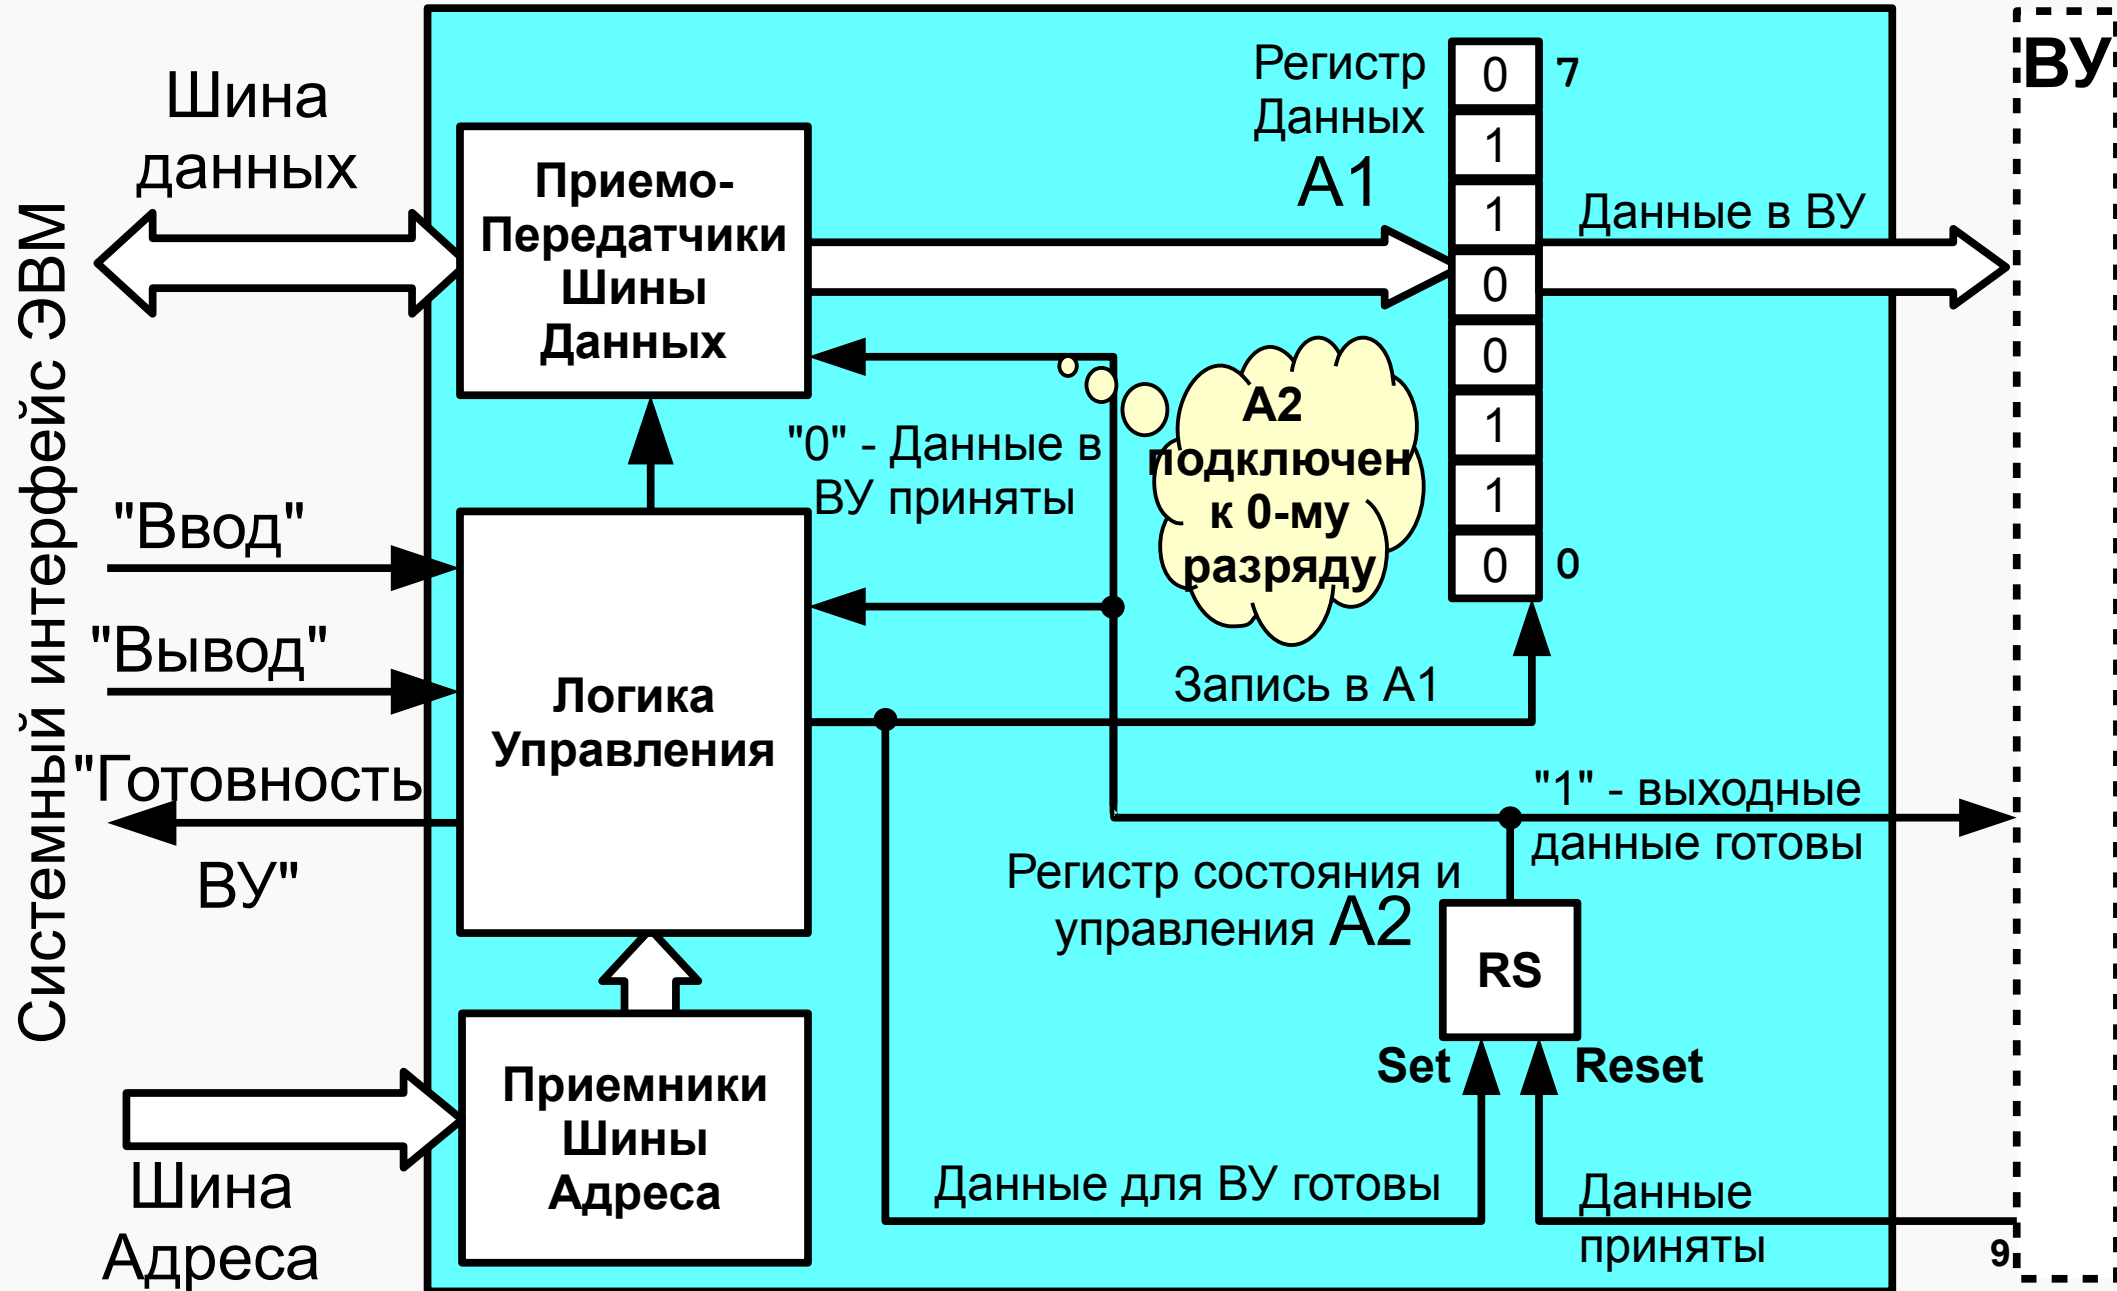 Системный интерфейс ЭВМ
Шина
данных
"Ввод"
"Вывод"
"Готовность
ВУ"
Шина
Адреса
Приемо-
Передатчики
Шины
Данных
Логика
Управления
Приемники
Шины
Адреса
Регистр
Данных
А1
0 7
1
1
0
0
1
1
0 0
Данные в ВУ
ВУ
"0" - Данные в
ВУ приняты
А2
подключен
к 0-му
разряду
Запись в А1
"1" - выходные
данные готовы
Регистр состояния и
управления А2
RS
Set Reset
Данные для ВУ готовы
Данные
приняты
9